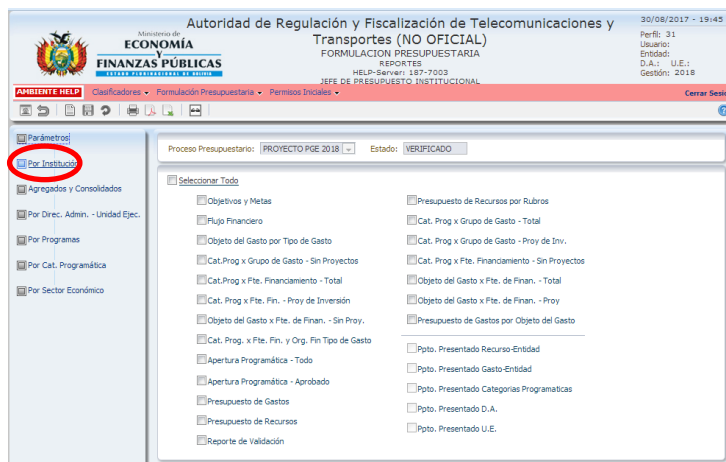 Autoridad de Regulación y Fiscalización de Telecomunicaciones y
Transportes (NO OFICIAL)
FORMULACION PRESUPUESTARIA
REPORTES
HELP-Server: 187-7003
JEFE DE PRESUPUESTO INSTITUCIONAL
Ministerio de
ECONOMÍA
Y
FINANZAS PÚBLICAS
ESTADO PLURINACIONAL DE BOLIVIA
30/08/2017 - 19:45
Perfil: 31
Usuario:
Entidad:
D.A.: U.E.:
Gestión: 2018
AMBIENTE HELP Clasificadores Formulación Presupuestaria Permisos Iniciales Cerrar Sesi
Parámetros
Por Institución
Agregados y Consolidados
Por Direc. Admin. - Unidad Ejec.
Por Programas
Por Cat. Programática
Por Sector Económico
Proceso Presupuestario: PROYECTO PGE 2018 Estado: VERIFICADO
Seleccionar Todo
Objetivos y Metas
Flujo Financiero
Objeto del Gasto por Tipo de Gasto
Cat.Prog x Grupo de Gasto - Sin Proyectos
Cat.Prog x Fte. Financiamiento - Total
Cat. Prog x Fte. Fin. - Proy de Inversión
Objeto del Gasto x Fte. de Finan. - Sin Proy.
Cat. Prog. x Fte. Fin. y Org. Fin Tipo de Gasto
Apertura Programática - Todo
Apertura Programática - Aprobado
Presupuesto de Gastos
Presupuesto de Recursos
Reporte de Validación
Presupuesto de Recursos por Rubros
Cat. Prog x Grupo de Gasto - Total
Cat. Prog x Grupo de Gasto - Proy de Inv.
Cat. Prog x Fte. Financiamiento - Sin Proyectos
Objeto del Gasto x Fte. de Finan. - Total
Objeto del Gasto x Fte. de Finan. - Proy
Presupuesto de Gastos por Objeto del Gasto
Ppto. Presentado Recurso-Entidad
Ppto. Presentado Gasto-Entidad
Ppto. Presentado Categorias Programaticas
Ppto. Presentado D.A.
Ppto. Presentado U.E.